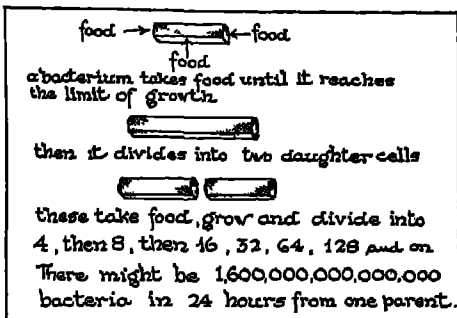 food → ← food
food
a bacterium takes food until it reaches
the limit of growth
then it divides into two daughter cells
these take food, grow and divide into
4, then 8, then 16, 32, 64, 128 and on
There might be 1,600,000,000,000,000
bacteria in 24 hours from one parent.